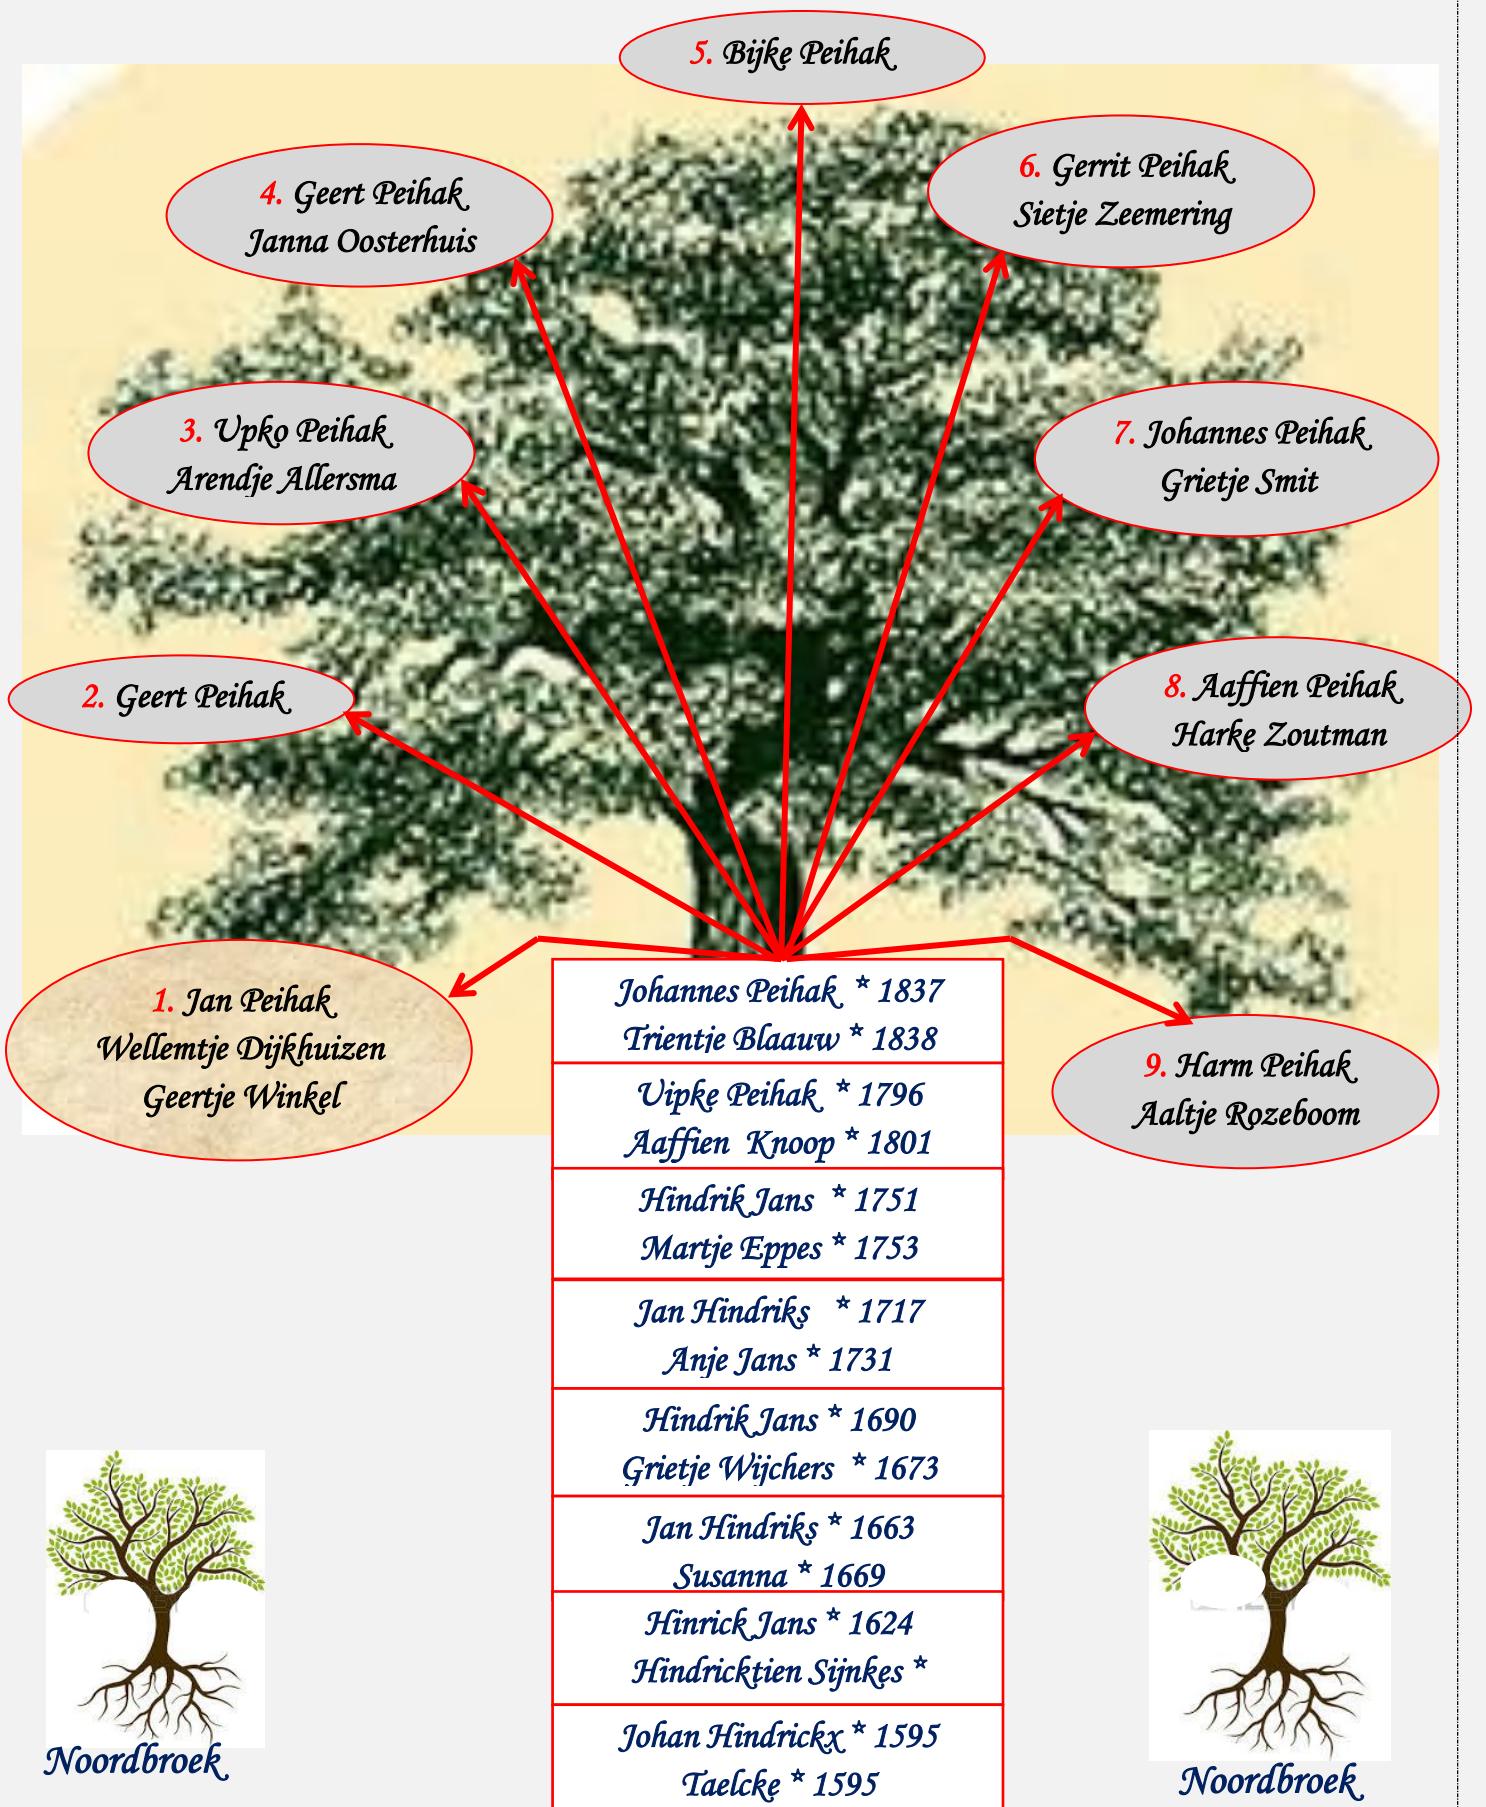 5. Bijke Peihak
6. Gerrit Peihak
Sietje Zeemering
4. Geert Peihak
Janna Oosterhuis
3. Upko Peihak
Arendje Allersma
7. Johannes Peihak
Grietje Smit
2. Geert Peihak
8. Aaffien Peihak
Harke Zoutman
1. Jan Peihak
Wellemtje Dijkhuizen
Geertje Winkel
9. Harm Peihak
Aaltje Rozeboom
Johannes Peihak * 1837
Trientje Blaauw * 1838
Uipke Peihak * 1796
Aaffien Knoop * 1801
Hindrik Jans * 1751
Martje Eppes * 1753
Jan Hindriks * 1717
Anje Jans * 1731
Hindrik Jans * 1690
Grietje Wijchers * 1673
Jan Hindriks * 1663
Susanna * 1669
Hinrick Jans * 1624
Hindricktien Sijnkes *
Johan Hindrickx * 1595
Taelcke * 1595
Noordbroek
Noordbroek